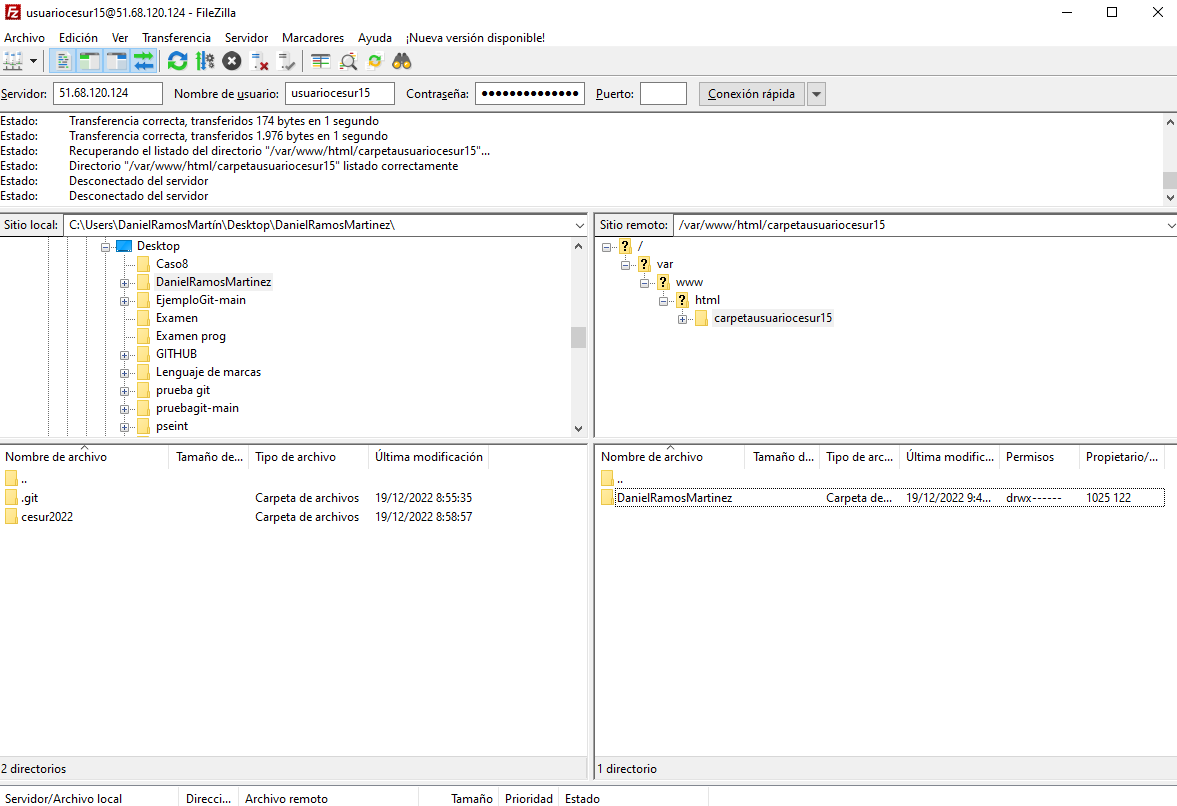 usuariocesur15@51.68.120.124 - FileZilla
Archivo Edición Ver Transferencia Servidor Marcadores Ayuda ¡Nueva versión disponible!
Servidor: 51.68.120.124 Nombre de usuario: usuariocesur15 Contraseña: ●●●●●●●●●●●●●● Puerto: Conexión rápida
Estado: Transferencia correcta, transferidos 174 bytes en 1 segundo
Estado: Transferencia correcta, transferidos 1.976 bytes en 1 segundo
Estado: Recuperando el listado del directorio "/var/www/html/carpetausuariocesur15"...
Estado: Directorio "/var/www/html/carpetausuariocesur15" listado correctamente
Estado: Desconectado del servidor
Estado: Desconectado del servidor
Sitio local: C:\Users\DanielRamosMartín\Desktop\DanielRamosMartinez\
Desktop
Caso8
DanielRamosMartinez
EjemploGit-main
Examen
Examen prog
GITHUB
Lenguaje de marcas
prueba git
pruebagit-main
pseint
Sitio remoto: /var/www/html/carpetausuariocesur15
/
var
www
html
carpetausuariocesur15
Nombre de archivo Tamaño de... Tipo de archivo Última modificación
..
.git Carpeta de archivos 19/12/2022 8:55:35
cesur2022 Carpeta de archivos 19/12/2022 8:58:57
2 directorios
Nombre de archivo Tamaño d... Tipo de arc... Última modific... Permisos Propietario/...
..
DanielRamosMartinez Carpeta de... 19/12/2022 9:4... drwx------ 1025 122
1 directorio
Servidor/Archivo local Direcci... Archivo remoto Tamaño Prioridad Estado